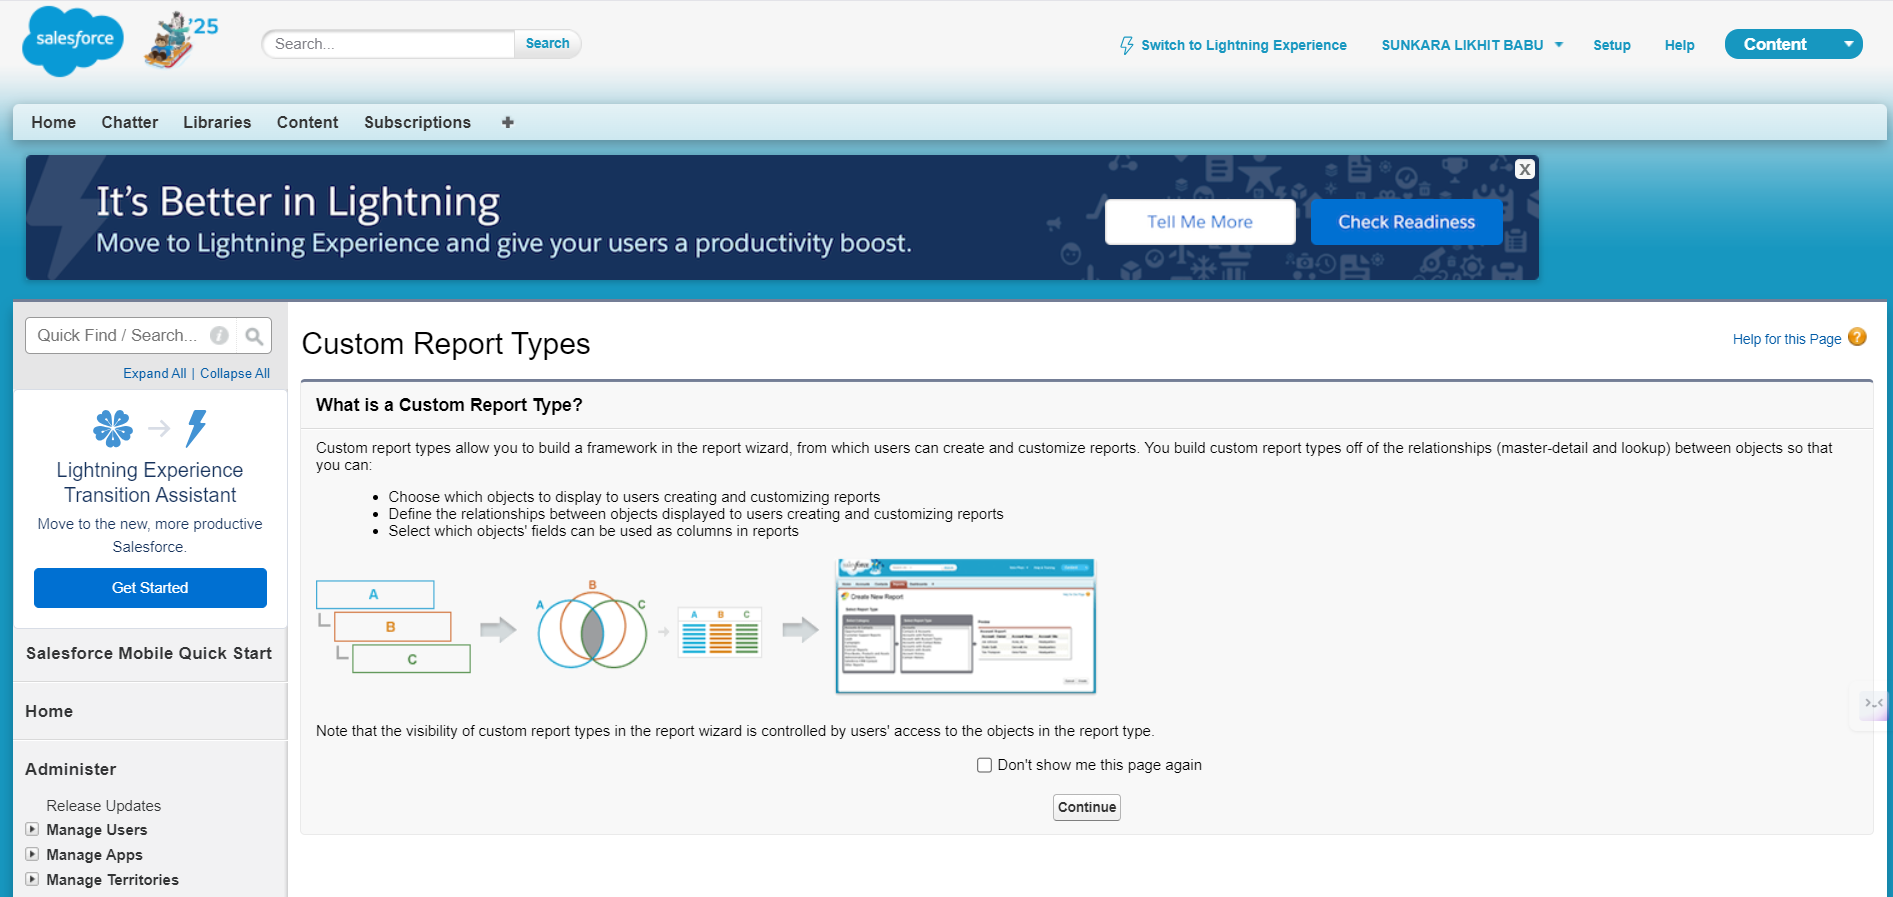 salesforce
'25
Search...
Search
Switch to Lightning Experience
SUNKARA LIKHIT BABU
Setup
Help
Content
Home
Chatter
Libraries
Content
Subscriptions
It's Better in Lightning
Move to Lightning Experience and give your users a productivity boost.
Tell Me More
Check Readiness
X
Quick Find / Search...
i
Expand All | Collapse All
Lightning Experience
Transition Assistant
Move to the new, more productive
Salesforce.
Get Started
Salesforce Mobile Quick Start
Home
Administer
Release Updates
Manage Users
Manage Apps
Manage Territories
Custom Report Types
Help for this Page
?
What is a Custom Report Type?
Custom report types allow you to build a framework in the report wizard, from which users can create and customize reports. You build custom report types off of the relationships (master-detail and lookup) between objects so that
you can:
• Choose which objects to display to users creating and customizing reports
• Define the relationships between objects displayed to users creating and customizing reports
• Select which objects' fields can be used as columns in reports
A
B
C
A
B
C
A B C
Create New Report
Note that the visibility of custom report types in the report wizard is controlled by users' access to the objects in the report type.
Don't show me this page again
Continue